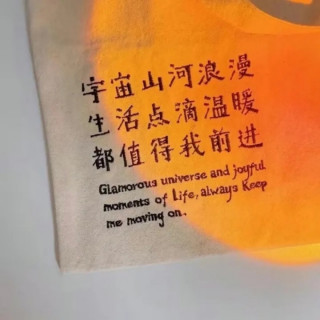 宇宙山河浪漫
生活点滴温暖
都值得我前进
Glamorous universe and joyful
moments of Life, always Keep
me moving on.